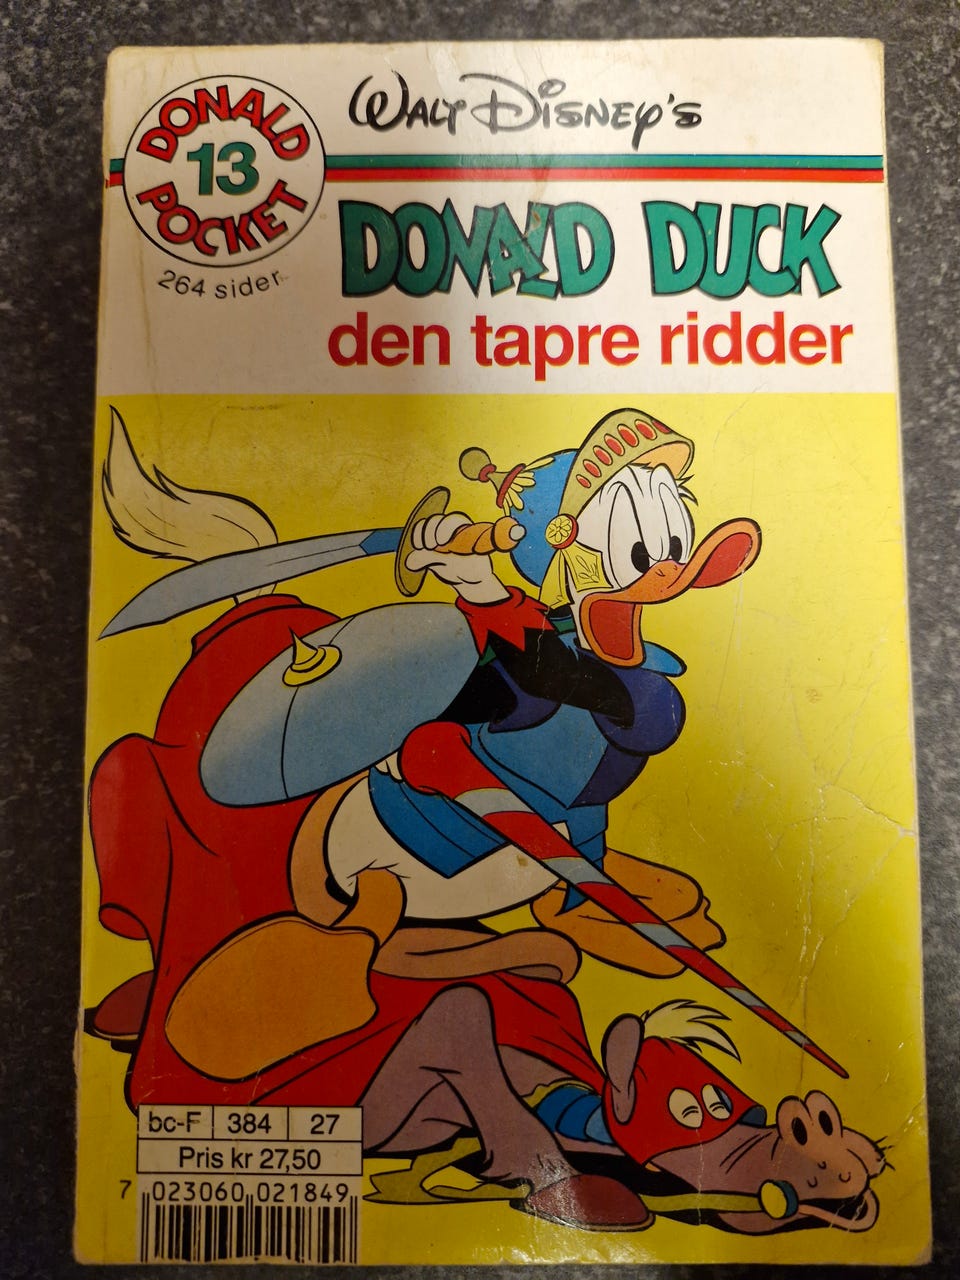 DONALD
13
POCKET
264 sider
WALT DISNEY'S
DONALD DUCK
den tapre ridder
bc-F 384 27
Pris kr 27,50
7 023060 021849